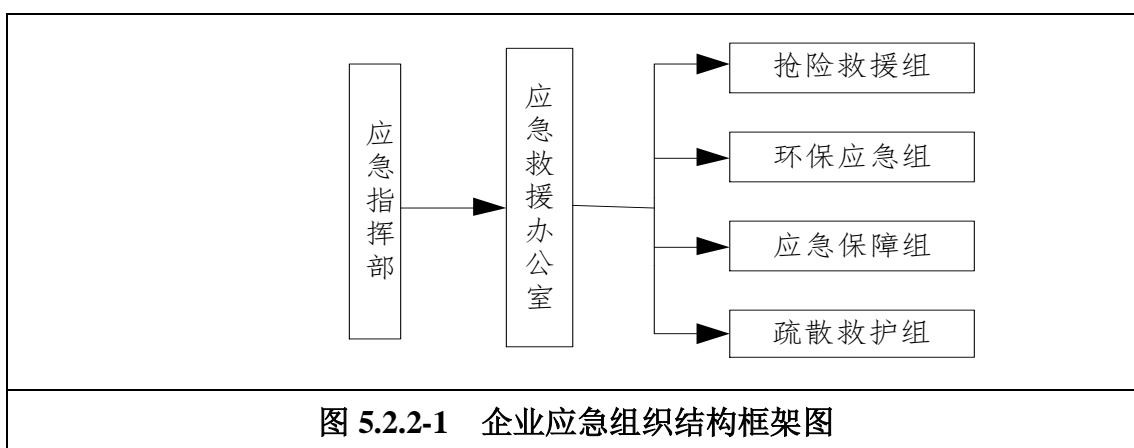 应急指挥部
应急救援办公室
抢险救援组
环保应急组
应急保障组
疏散救护组
图 5.2.2-1 企业应急组织结构框架图